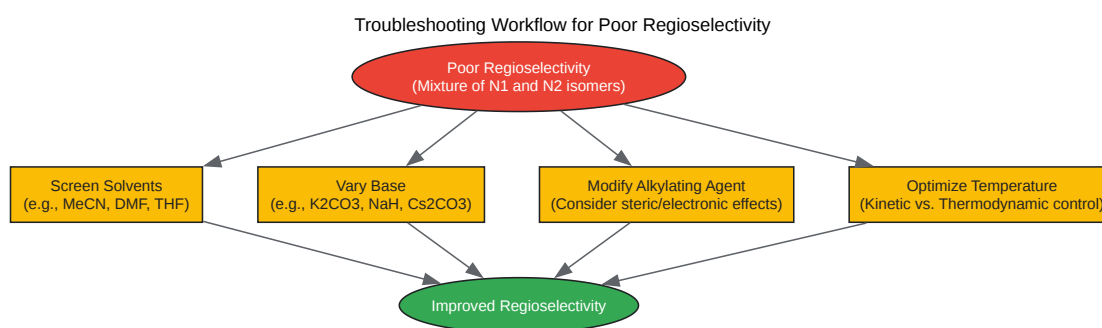 Troubleshooting Workflow for Poor Regioselectivity
Poor Regioselectivity
(Mixture of N1 and N2 isomers)
Screen Solvents
(e.g., MeCN, DMF, THF)
Vary Base
(e.g., K2CO3, NaH, Cs2CO3)
Modify Alkylating Agent
(Consider steric/electronic effects)
Optimize Temperature
(Kinetic vs. Thermodynamic control)
Improved Regioselectivity